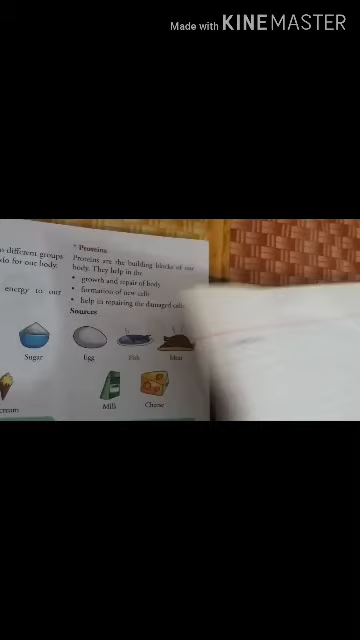 Made with KINEMASTER
o different groups
do for our body.
energy to our
Sugar
cream
* Proteins
Proteins are the building blocks of our
body. They help in the
• growth and repair of body
• formation of new cells
• help in repairing the damaged cells
Sources
Egg Fish Meat
Milk Cheese